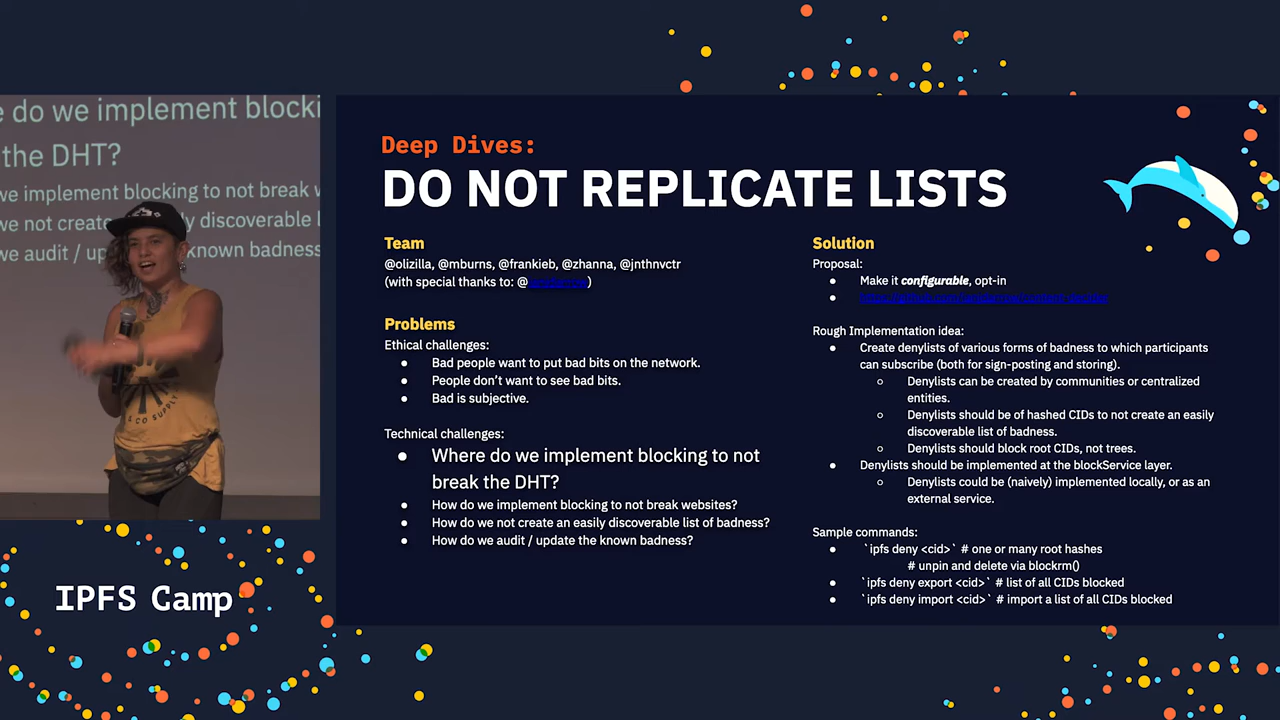 e do we implement blocki
the DHT?
we implement blocking to not break w
we not create ly discoverable l
we audit / up known badness
& CO SUPPLY
IPFS Camp
Deep Dives:
DO NOT REPLICATE LISTS
Team
@olizilla, @mburns, @frankieb, @zhanna, @jnthnvctr
(with special thanks to: @)
Problems
Ethical challenges:
● Bad people want to put bad bits on the network.
● People don't want to see bad bits.
● Bad is subjective.
Technical challenges:
● Where do we implement blocking to not
break the DHT?
● How do we implement blocking to not break websites?
● How do we not create an easily discoverable list of badness?
● How do we audit / update the known badness?
Solution
Proposal:
● Make it configurable, opt-in
Rough Implementation idea:
● Create denylists of various forms of badness to which participants
can subscribe (both for sign-posting and storing).
○ Denylists can be created by communities or centralized
entities.
○ Denylists should be of hashed CIDs to not create an easily
discoverable list of badness.
○ Denylists should block root CIDs, not trees.
● Denylists should be implemented at the blockService layer.
○ Denylists could be (naively) implemented locally, or as an
external service.
Sample commands:
● `ipfs deny <cid>` # one or many root hashes
# unpin and delete via blockrm()
● `ipfs deny export <cid>` # list of all CIDs blocked
● `ipfs deny import <cid>` # import a list of all CIDs blocked